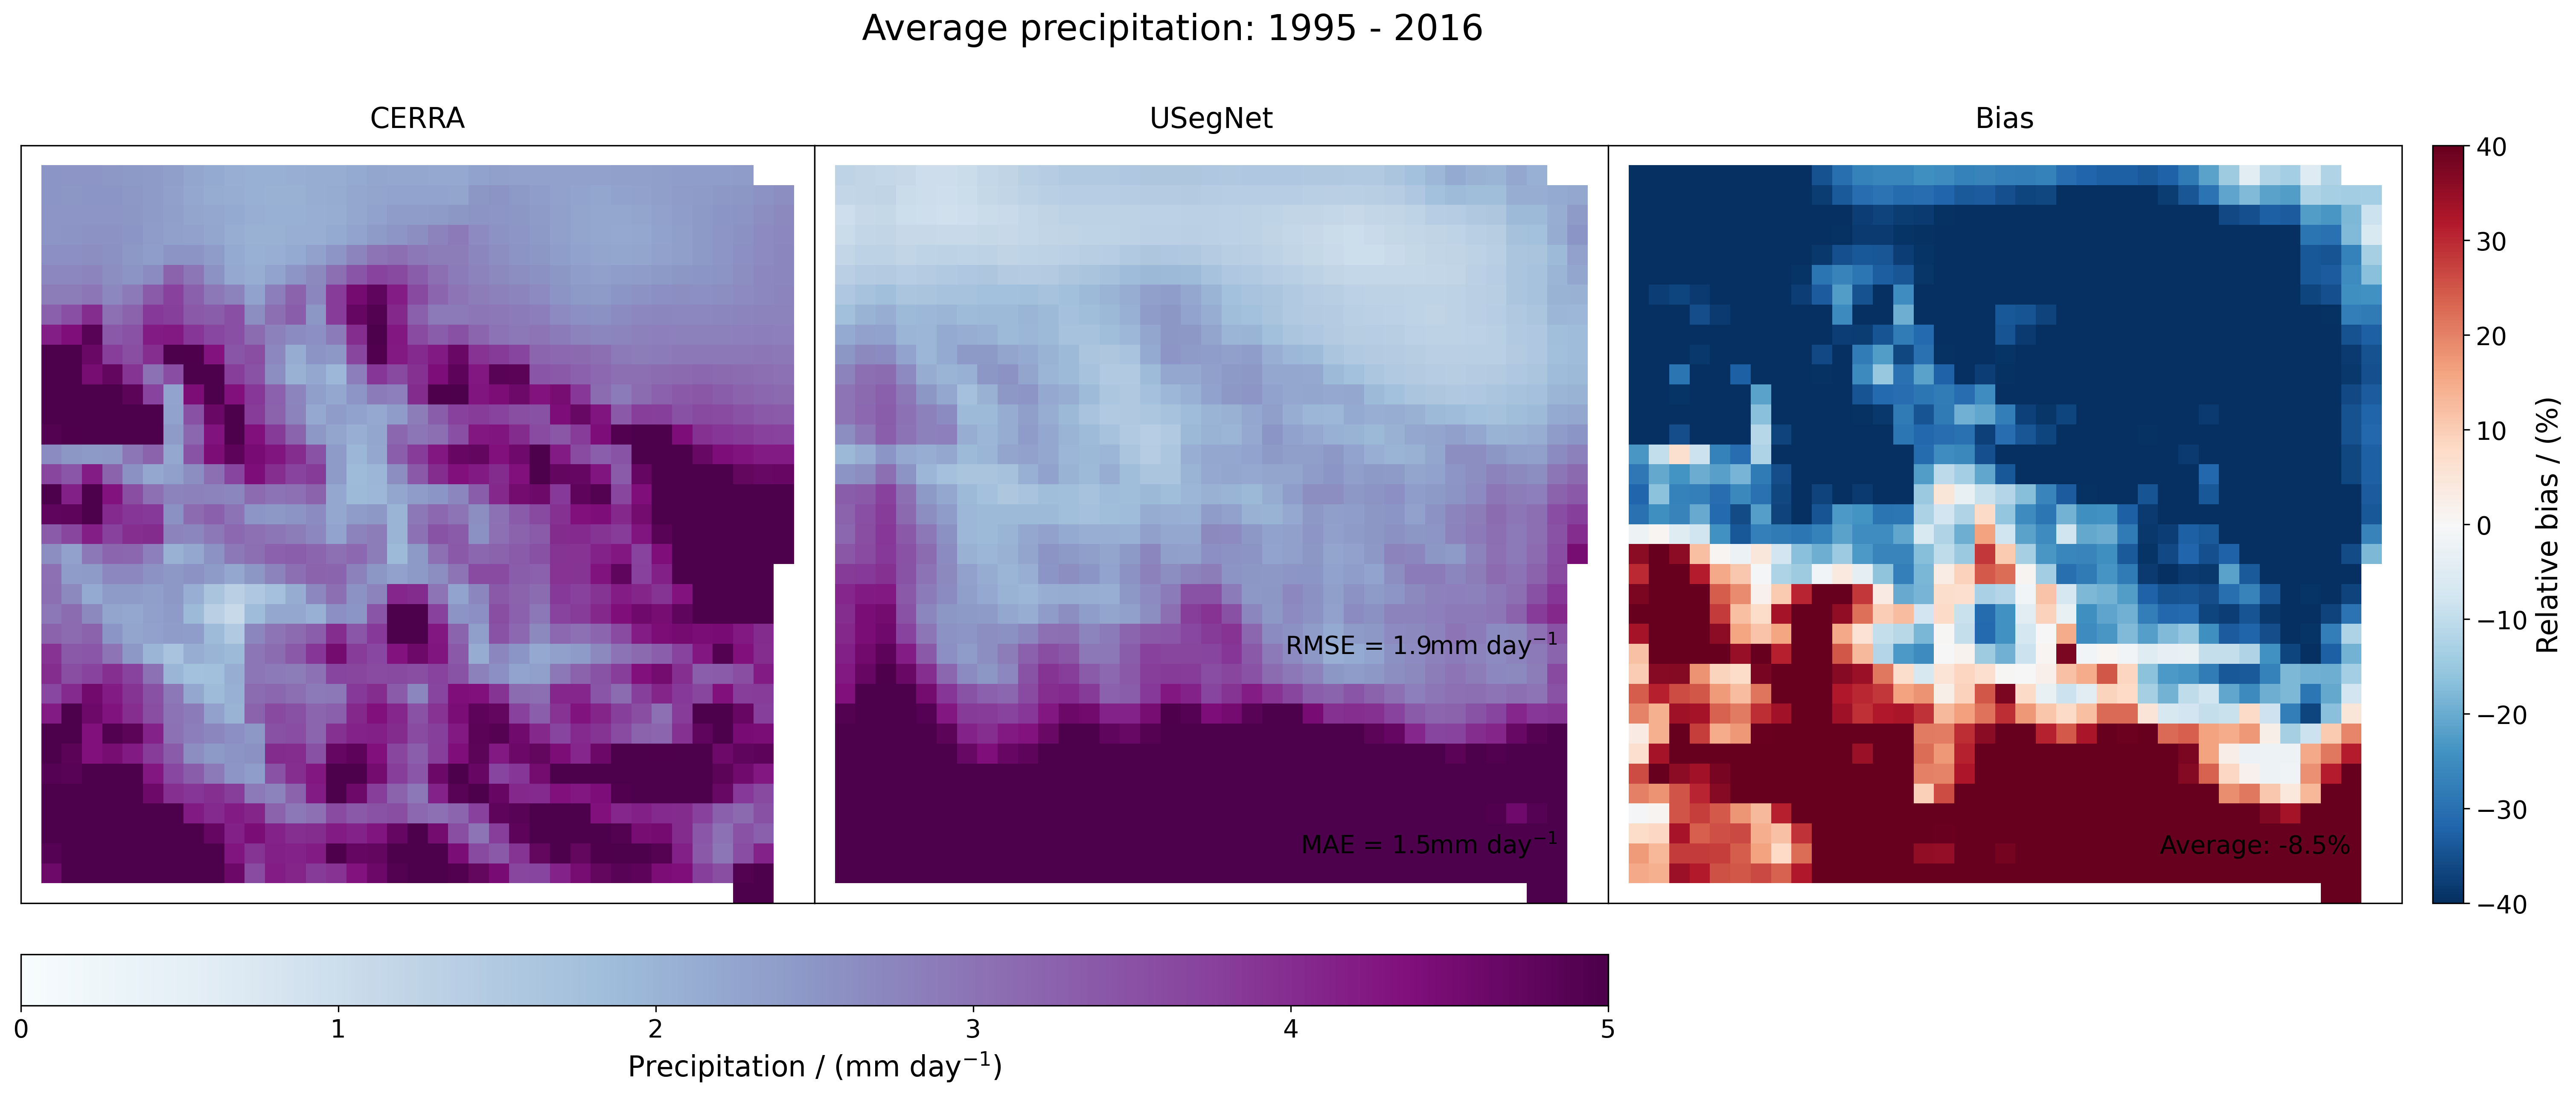 Average precipitation: 1995 - 2016
CERRA
USegNet
Bias
RMSE = 1.9mm day⁻¹
MAE = 1.5mm day⁻¹
Average: -8.5%
40
30
20
10
0
−10
−20
−30
−40
Relative bias / (%)
0 1 2 3 4 5
Precipitation / (mm day⁻¹)